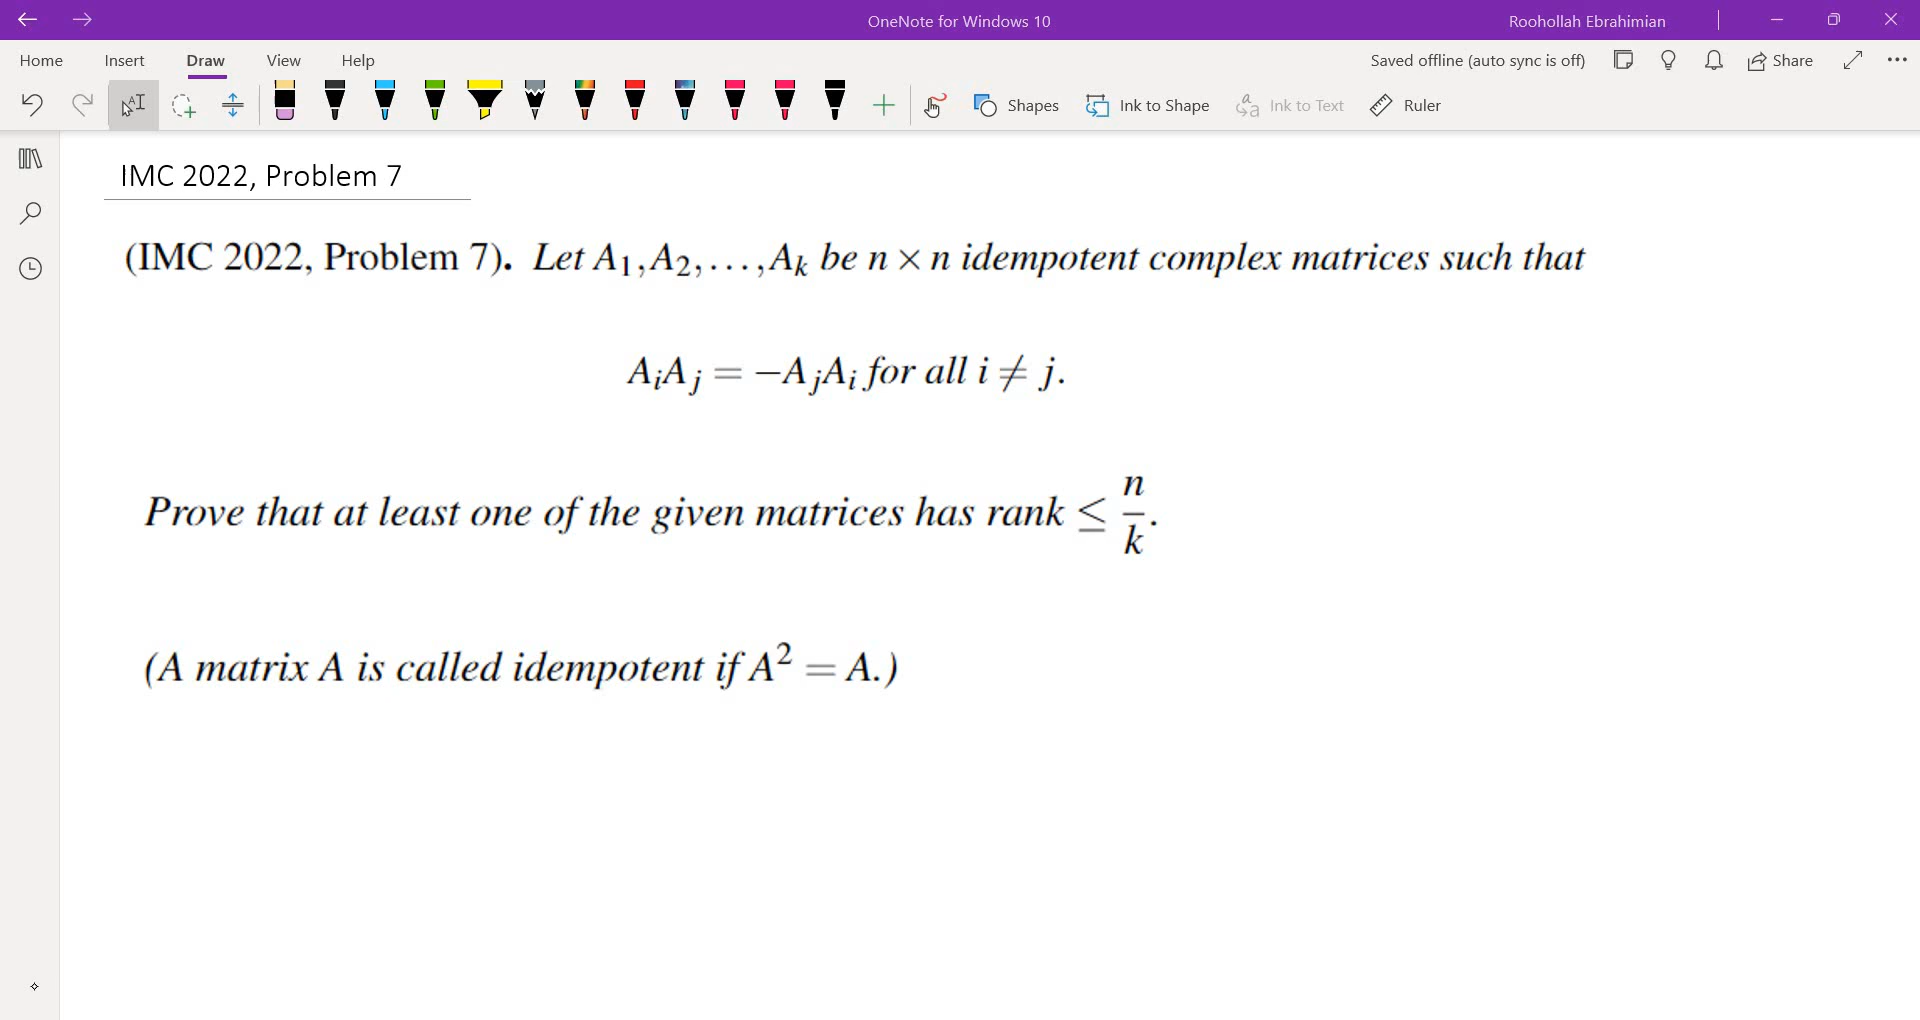 OneNote for Windows 10
Roohollah Ebrahimian
Home Insert Draw View Help
Saved offline (auto sync is off) Share
Shapes Ink to Shape Ink to Text Ruler
IMC 2022, Problem 7
(IMC 2022, Problem 7). Let A₁, A₂, ..., Aₖ be n × n idempotent complex matrices such that
AᵢAⱼ = −AⱼAᵢ for all i ≠ j.
Prove that at least one of the given matrices has rank ≤ n/k.
(A matrix A is called idempotent if A² = A.)